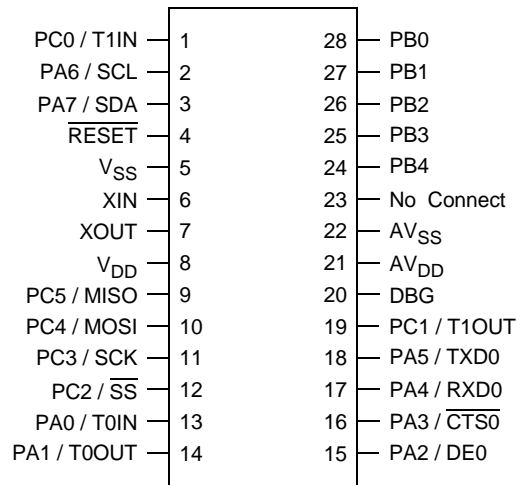 PC0 / T1IN 1 28 PB0
PA6 / SCL 2 27 PB1
PA7 / SDA 3 26 PB2
RESET 4 25 PB3
VSS 5 24 PB4
XIN 6 23 No Connect
XOUT 7 22 AVSS
VDD 8 21 AVDD
PC5 / MISO 9 20 DBG
PC4 / MOSI 10 19 PC1 / T1OUT
PC3 / SCK 11 18 PA5 / TXD0
PC2 / SS 12 17 PA4 / RXD0
PA0 / T0IN 13 16 PA3 / CTS0
PA1 / T0OUT 14 15 PA2 / DE0